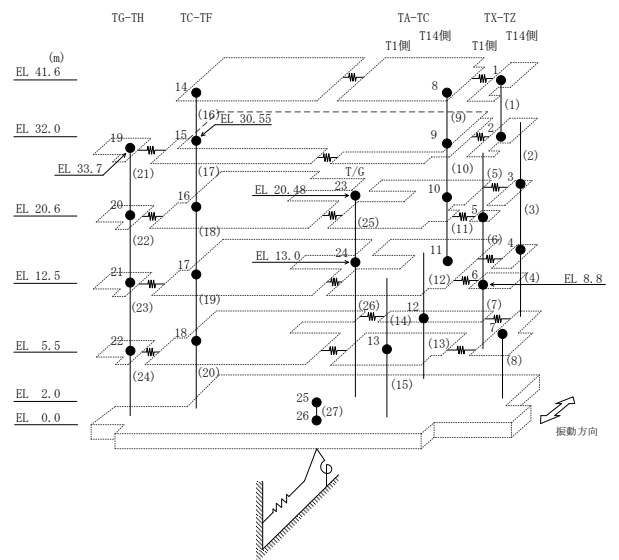 TG-TH
TC-TF
TA-TC
TX-TZ
T1側
T14側
T1側
T14側
(m)
EL 41.6
14
8
1
(16)
(9)
(1)
EL 32.0
19
15
EL 30.55
9
2
EL 33.7
(21)
(17)
(10)
(2)
T/G
(5)
3
EL 20.6
20
16
EL 20.48
23
10
5
(3)
(22)
(18)
(25)
(11)
(6)
4
EL 12.5
21
17
EL 13.0
24
11
6
(4)
EL 8.8
(23)
(19)
(12)
(26)
(14)
12
(7)
EL 5.5
22
18
13
(13)
7
(24)
(20)
(15)
(8)
EL 2.0
25
EL 0.0
26
(27)
振動方向